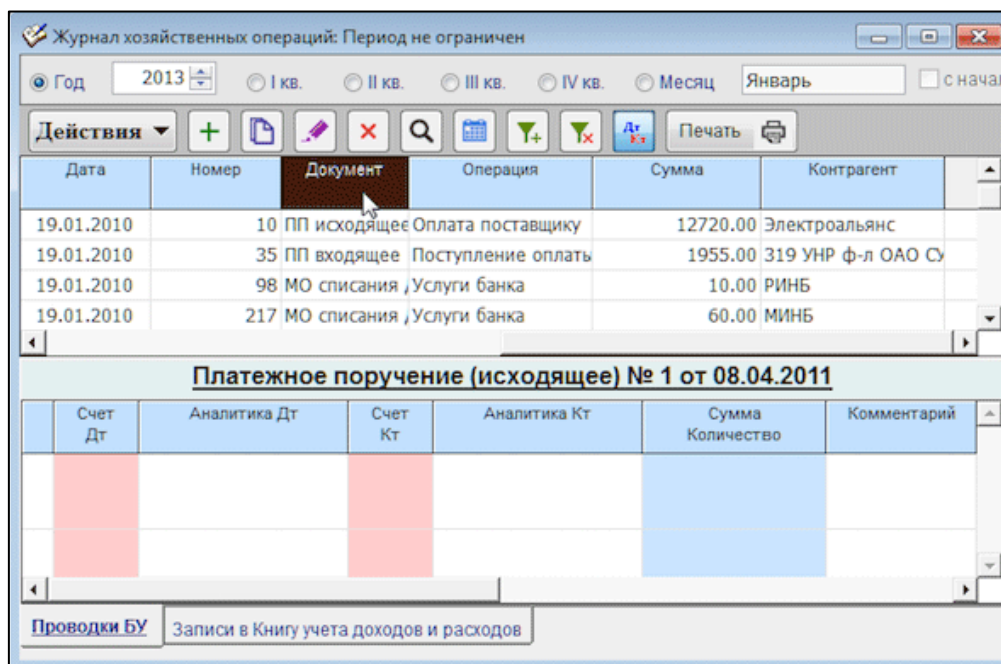 Журнал хозяйственных операций: Период не ограничен
Год 2013 I кв. II кв. III кв. IV кв. Месяц Январь с начал
Действия Дт Кт Печать
Дата Номер Документ Операция Сумма Контрагент
19.01.2010 10 ПП исходящее Оплата поставщику 12720.00 Электроальянс
19.01.2010 35 ПП входящее Поступление оплаты 1955.00 319 УНР ф-л ОАО СУ
19.01.2010 98 МО списания Услуги банка 10.00 РИНБ
19.01.2010 217 МО списания Услуги банка 60.00 МИНБ
Платежное поручение (исходящее) № 1 от 08.04.2011
Счет Дт Аналитика Дт Счет Кт Аналитика Кт Сумма Количество Комментарий
Проводки БУ Записи в Книгу учета доходов и расходов